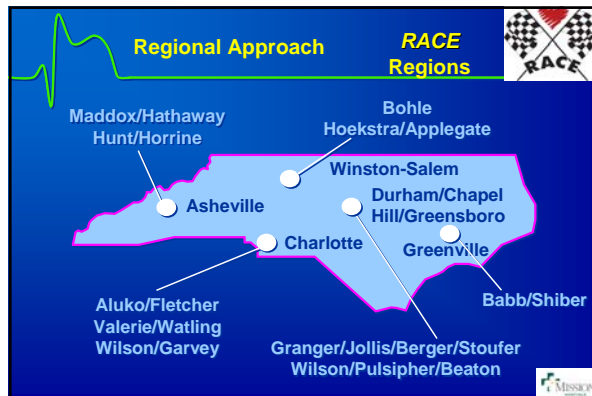 Regional Approach
RACE
Regions
RACE
Maddox/Hathaway
Hunt/Horrine
Bohle
Hoekstra/Applegate
Winston-Salem
Asheville
Durham/Chapel
Hill/Greensboro
Charlotte
Greenville
Babb/Shiber
Aluko/Fletcher
Valerie/Watling
Wilson/Garvey
Granger/Jollis/Berger/Stoufer
Wilson/Pulsipher/Beaton
MISSION